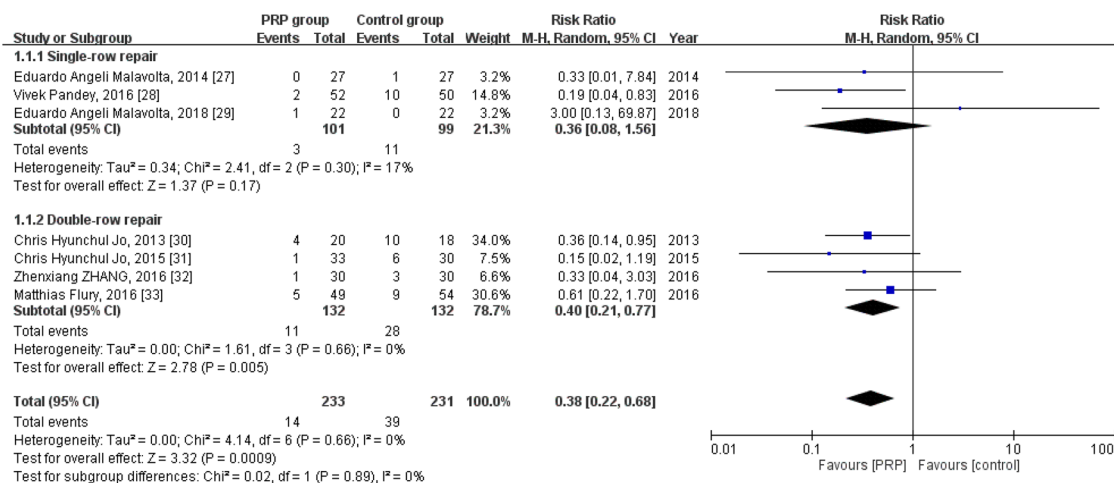 PRP group Control group Risk Ratio Risk Ratio
Study or Subgroup Events Total Events Total Weight M-H, Random, 95% CI Year M-H, Random, 95% CI
1.1.1 Single-row repair
Eduardo Angeli Malavolta, 2014 [27] 0 27 1 27 3.2% 0.33 [0.01, 7.84] 2014
Vivek Pandey, 2016 [28] 2 52 10 50 14.8% 0.19 [0.04, 0.83] 2016
Eduardo Angeli Malavolta, 2018 [29] 1 22 0 22 3.2% 3.00 [0.13, 69.87] 2018
Subtotal (95% CI) 101 99 21.3% 0.36 [0.08, 1.56]
Total events 3 11
Heterogeneity: Tau² = 0.34; Chi² = 2.41, df = 2 (P = 0.30); I² = 17%
Test for overall effect: Z = 1.37 (P = 0.17)
1.1.2 Double-row repair
Chris Hyunchul Jo, 2013 [30] 4 20 10 18 34.0% 0.36 [0.14, 0.95] 2013
Chris Hyunchul Jo, 2015 [31] 1 33 6 30 7.5% 0.15 [0.02, 1.19] 2015
Zhenxiang ZHANG, 2016 [32] 1 30 3 30 6.6% 0.33 [0.04, 3.03] 2016
Matthias Flury, 2016 [33] 5 49 9 54 30.6% 0.61 [0.22, 1.70] 2016
Subtotal (95% CI) 132 132 78.7% 0.40 [0.21, 0.77]
Total events 11 28
Heterogeneity: Tau² = 0.00; Chi² = 1.61, df = 3 (P = 0.66); I² = 0%
Test for overall effect: Z = 2.78 (P = 0.005)
Total (95% CI) 233 231 100.0% 0.38 [0.22, 0.68]
Total events 14 39
Heterogeneity: Tau² = 0.00; Chi² = 4.14, df = 6 (P = 0.66); I² = 0%
Test for overall effect: Z = 3.32 (P = 0.0009)
Test for subgroup differences: Chi² = 0.02, df = 1 (P = 0.89), I² = 0%
0.01 0.1 1 10 100
Favours [PRP] Favours [control]